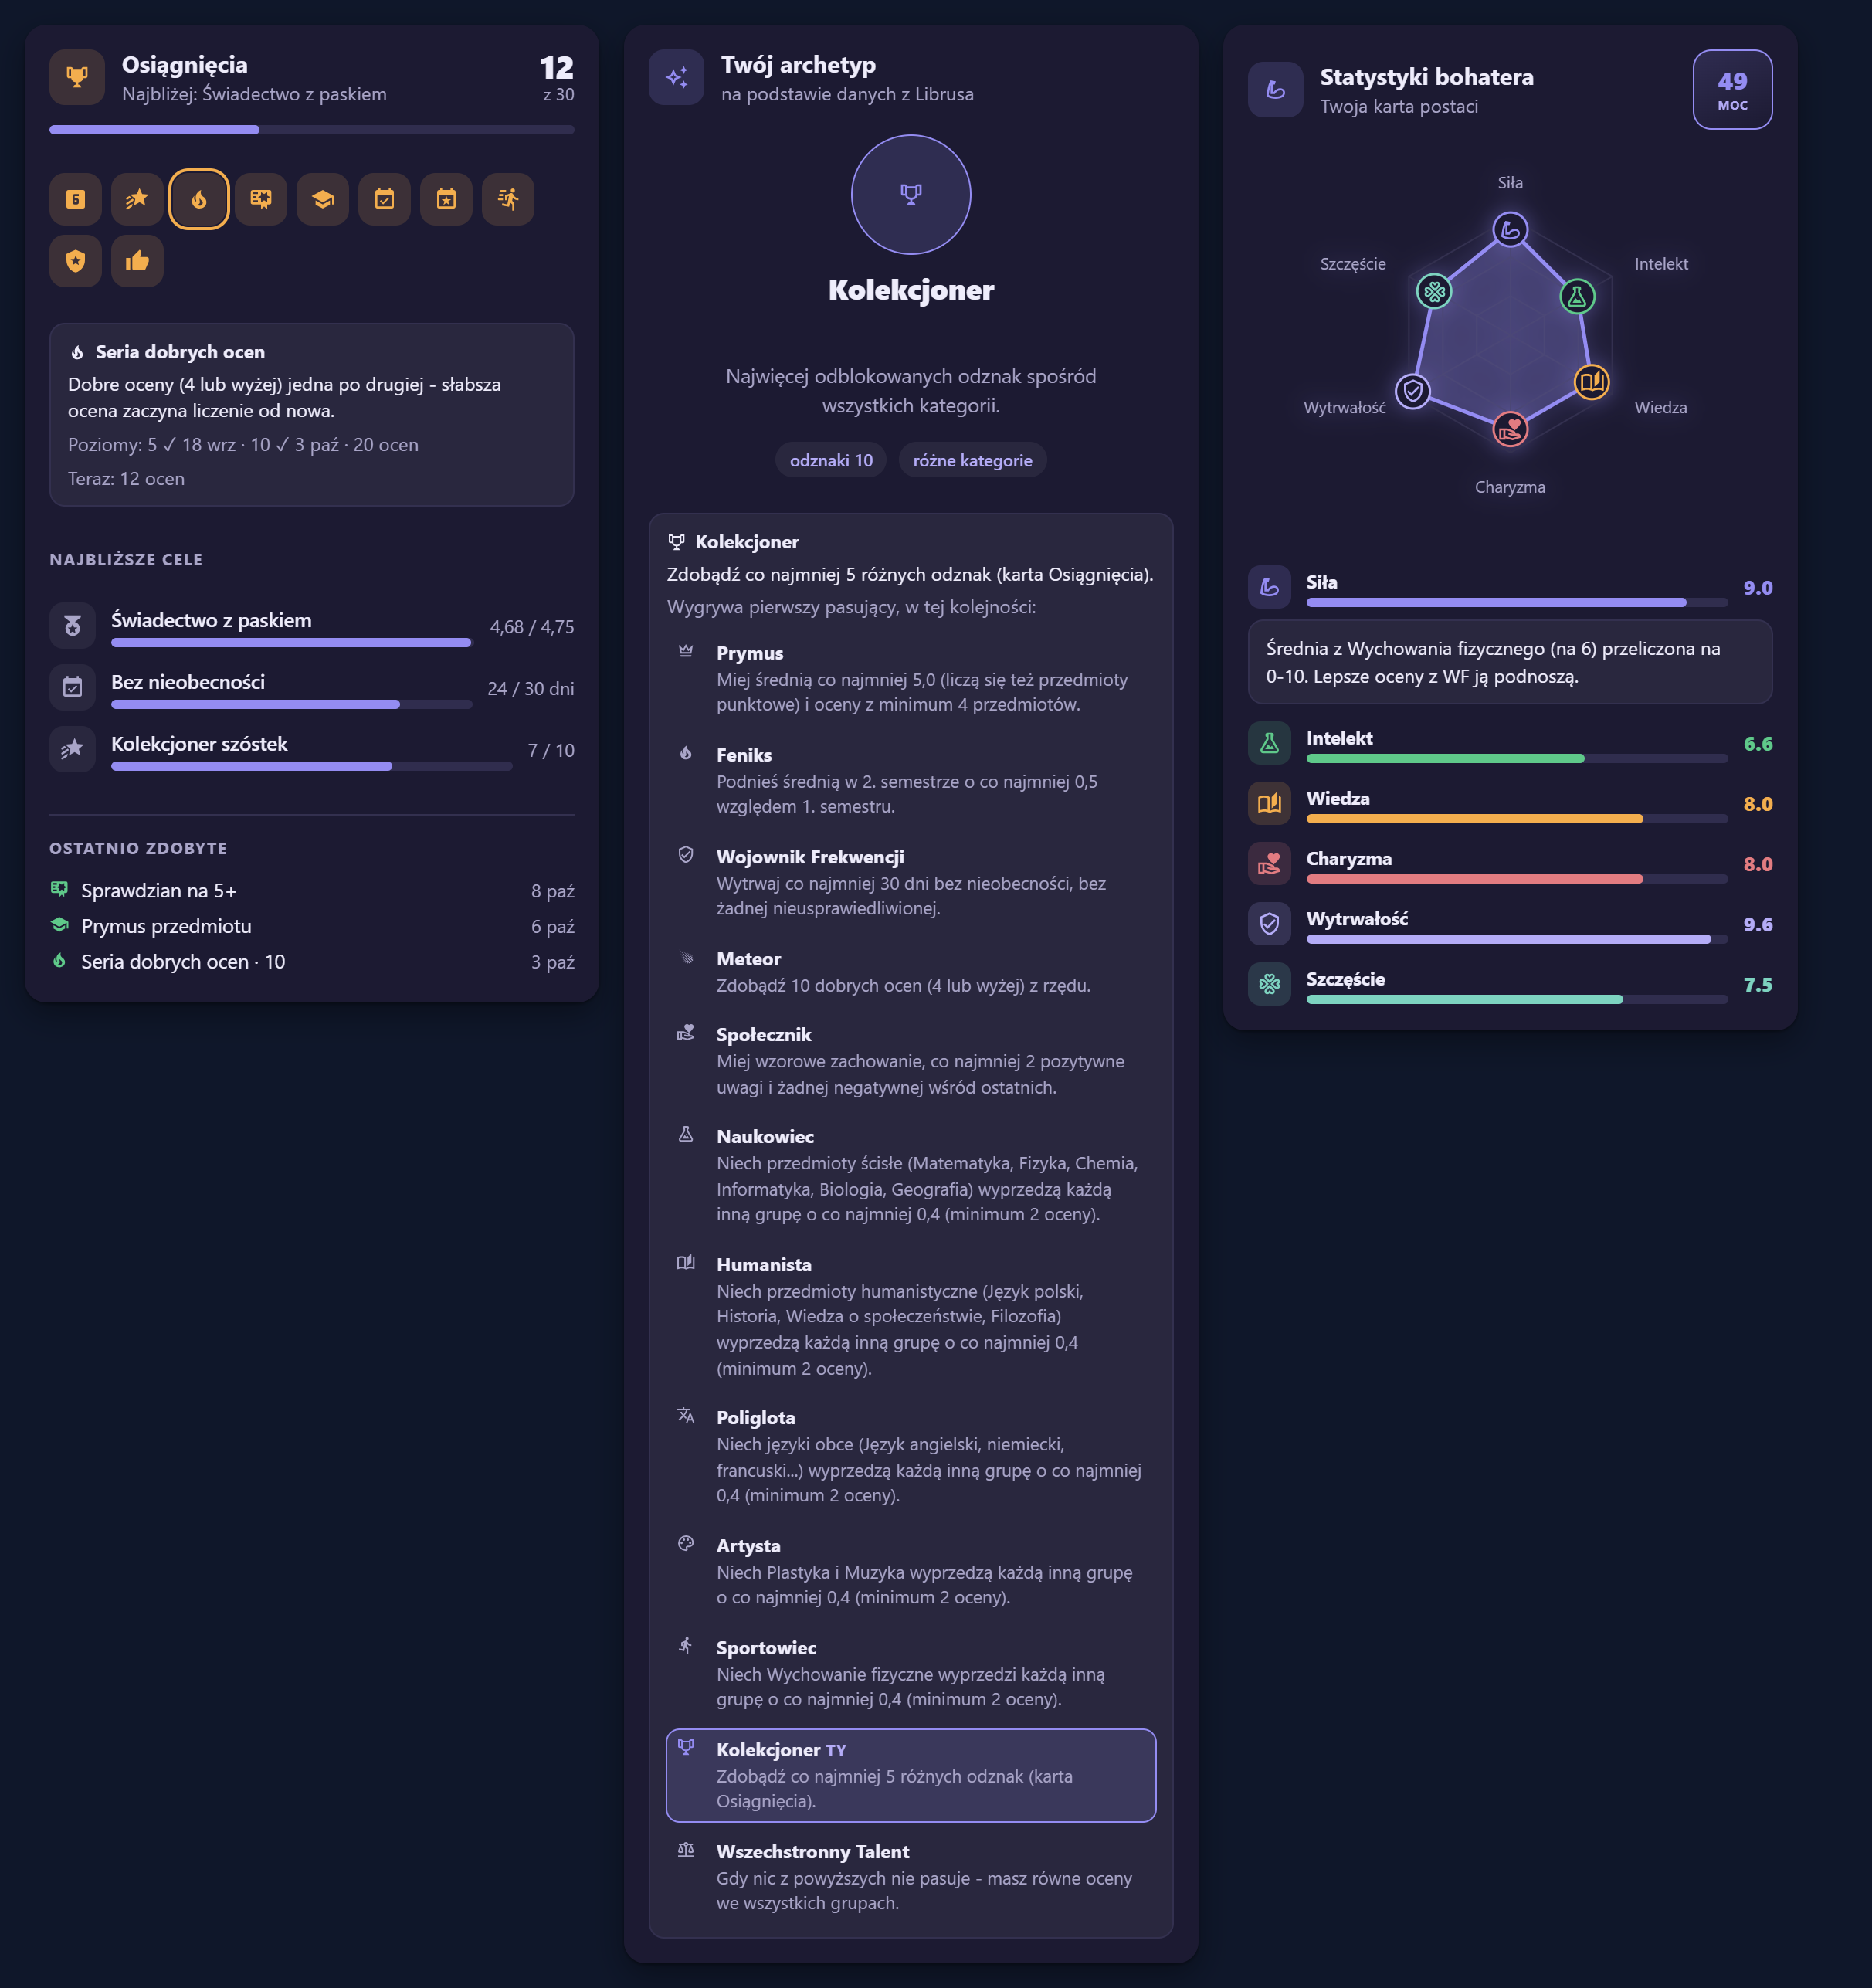 Osiągnięcia
Najbliżej: Świadectwo z paskiem
12
z 30
6
Seria dobrych ocen
Dobre oceny (4 lub wyżej) jedna po drugiej - słabsza
ocena zaczyna liczenie od nowa.
Poziomy: 5 ✓ 18 wrz · 10 ✓ 3 paź · 20 ocen
Teraz: 12 ocen
NAJBLIŻSZE CELE
Świadectwo z paskiem
4,68 / 4,75
Bez nieobecności
24 / 30 dni
Kolekcjoner szóstek
7 / 10
OSTATNIO ZDOBYTE
Sprawdzian na 5+
8 paź
Prymus przedmiotu
6 paź
Seria dobrych ocen · 10
3 paź
Twój archetyp
na podstawie danych z Librusa
Kolekcjoner
Najwięcej odblokowanych odznak spośród
wszystkich kategorii.
odznaki 10
różne kategorie
Kolekcjoner
Zdobądź co najmniej 5 różnych odznak (karta Osiągnięcia).
Wygrywa pierwszy pasujący, w tej kolejności:
Prymus
Miej średnią co najmniej 5,0 (liczą się też przedmioty
punktowe) i oceny z minimum 4 przedmiotów.
Feniks
Podnieś średnią w 2. semestrze o co najmniej 0,5
względem 1. semestru.
Wojownik Frekwencji
Wytrwaj co najmniej 30 dni bez nieobecności, bez
żadnej nieusprawiedliwionej.
Meteor
Zdobądź 10 dobrych ocen (4 lub wyżej) z rzędu.
Społecznik
Miej wzorowe zachowanie, co najmniej 2 pozytywne
uwagi i żadnej negatywnej wśród ostatnich.
Naukowiec
Niech przedmioty ścisłe (Matematyka, Fizyka, Chemia,
Informatyka, Biologia, Geografia) wyprzedzą każdą
inną grupę o co najmniej 0,4 (minimum 2 oceny).
Humanista
Niech przedmioty humanistyczne (Język polski,
Historia, Wiedza o społeczeństwie, Filozofia)
wyprzedzą każdą inną grupę o co najmniej 0,4
(minimum 2 oceny).
Poliglota
Niech języki obce (Język angielski, niemiecki,
francuski...) wyprzedzą każdą inną grupę o co najmniej
0,4 (minimum 2 oceny).
Artysta
Niech Plastyka i Muzyka wyprzedzą każdą inną grupę
o co najmniej 0,4 (minimum 2 oceny).
Sportowiec
Niech Wychowanie fizyczne wyprzedzi każdą inną
grupę o co najmniej 0,4 (minimum 2 oceny).
Kolekcjoner TY
Zdobądź co najmniej 5 różnych odznak (karta
Osiągnięcia).
Wszechstronny Talent
Gdy nic z powyższych nie pasuje - masz równe oceny
we wszystkich grupach.
Statystyki bohatera
Twoja karta postaci
49
MOC
Siła
Szczęście
Intelekt
Wytrwałość
Wiedza
Charyzma
Siła
9.0
Średnia z Wychowania fizycznego (na 6) przeliczona na
0-10. Lepsze oceny z WF ją podnoszą.
Intelekt
6.6
Wiedza
8.0
Charyzma
8.0
Wytrwałość
9.6
Szczęście
7.5